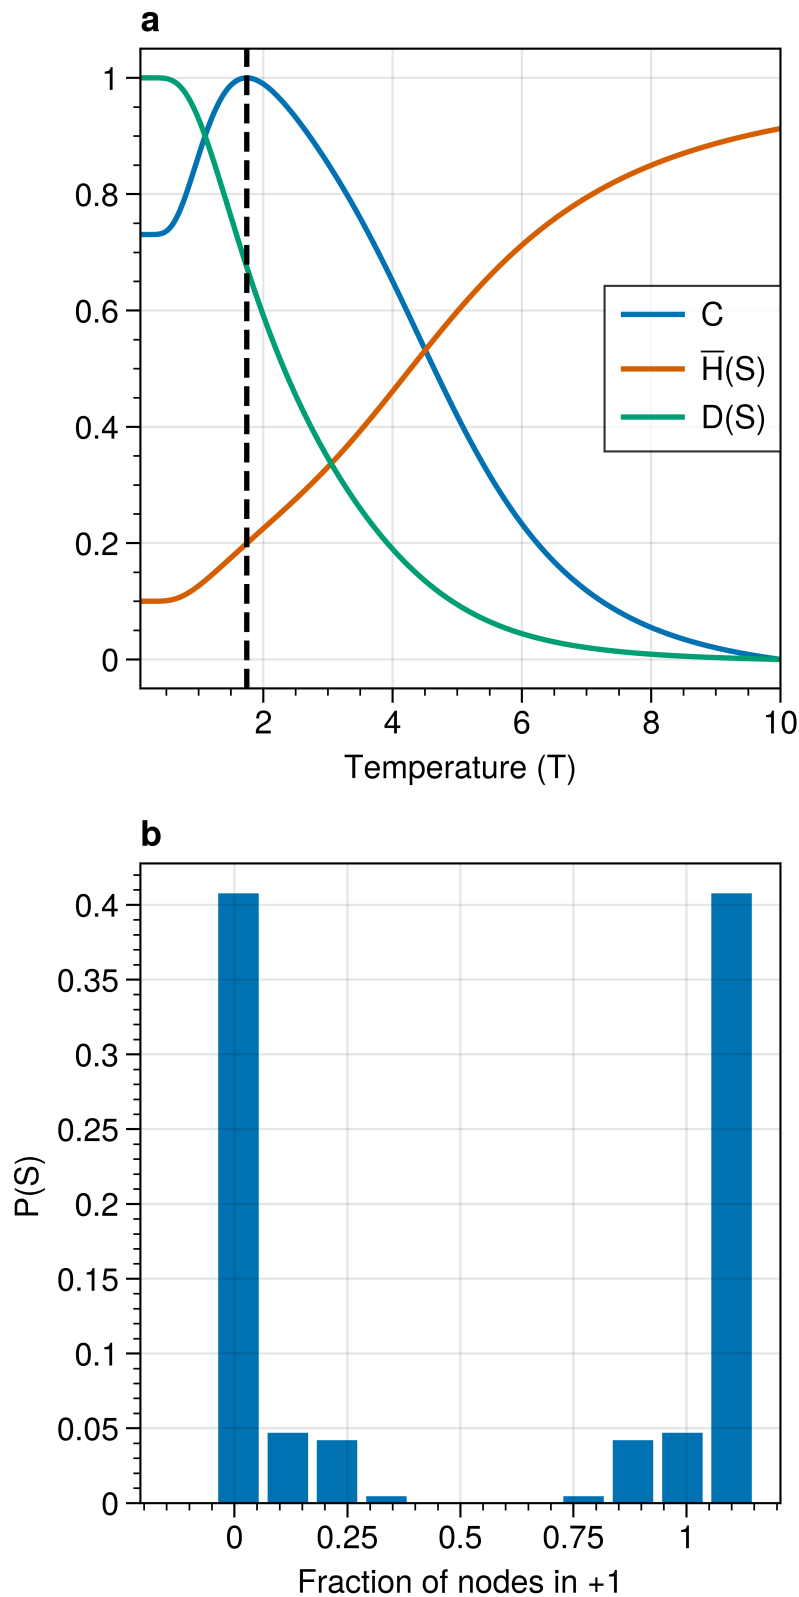 a
1
0.8
0.6
0.4
0.2
0
C
H̅(S)
D(S)
2 4 6 8 10
Temperature (T)
b
0.4
0.35
0.3
0.25
0.2
0.15
0.1
0.05
0
P(S)
0 0.25 0.5 0.75 1
Fraction of nodes in +1